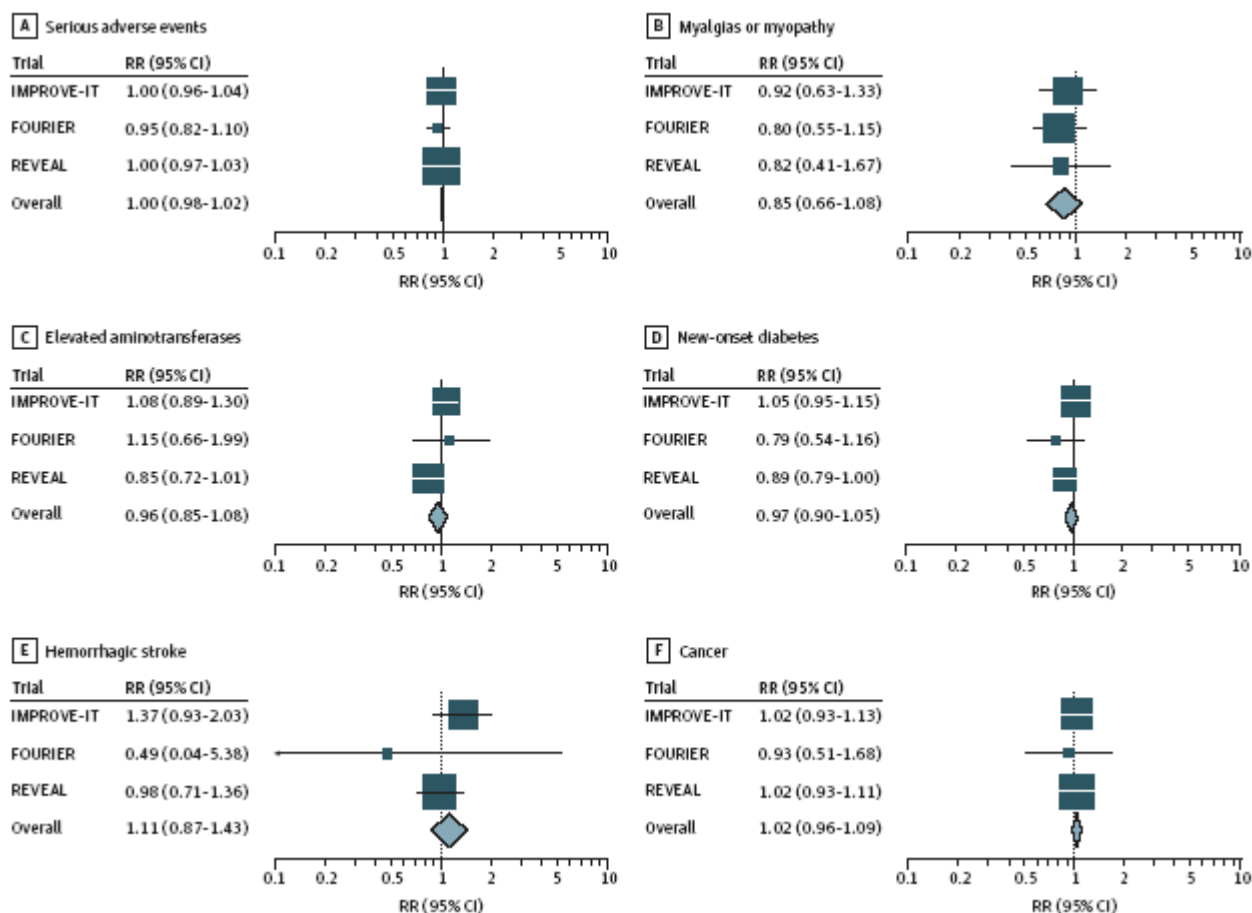 A Serious adverse events
Trial RR (95% CI)
IMPROVE-IT 1.00 (0.96-1.04)
FOURIER 0.95 (0.82-1.10)
REVEAL 1.00 (0.97-1.03)
Overall 1.00 (0.98-1.02)
0.1 0.2 0.5 1 2 5 10
RR (95% CI)
B Myalgias or myopathy
Trial RR (95% CI)
IMPROVE-IT 0.92 (0.63-1.33)
FOURIER 0.80 (0.55-1.15)
REVEAL 0.82 (0.41-1.67)
Overall 0.85 (0.66-1.08)
0.1 0.2 0.5 1 2 5 10
RR (95% CI)
C Elevated aminotransferases
Trial RR (95% CI)
IMPROVE-IT 1.08 (0.89-1.30)
FOURIER 1.15 (0.66-1.99)
REVEAL 0.85 (0.72-1.01)
Overall 0.96 (0.85-1.08)
0.1 0.2 0.5 1 2 5 10
RR (95% CI)
D New-onset diabetes
Trial RR (95% CI)
IMPROVE-IT 1.05 (0.95-1.15)
FOURIER 0.79 (0.54-1.16)
REVEAL 0.89 (0.79-1.00)
Overall 0.97 (0.90-1.05)
0.1 0.2 0.5 1 2 5 10
RR (95% CI)
E Hemorrhagic stroke
Trial RR (95% CI)
IMPROVE-IT 1.37 (0.93-2.03)
FOURIER 0.49 (0.04-5.38)
REVEAL 0.98 (0.71-1.36)
Overall 1.11 (0.87-1.43)
0.1 0.2 0.5 1 2 5 10
RR (95% CI)
F Cancer
Trial RR (95% CI)
IMPROVE-IT 1.02 (0.93-1.13)
FOURIER 0.93 (0.51-1.68)
REVEAL 1.02 (0.93-1.11)
Overall 1.02 (0.96-1.09)
0.1 0.2 0.5 1 2 5 10
RR (95% CI)